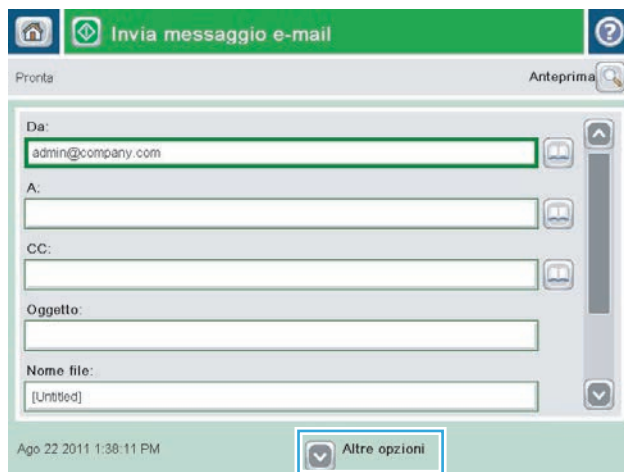 Invia messaggio e-mail
Pronta
Anteprima
Da:
admin@company.com
A:
CC:
Oggetto:
Nome file:
[Untitled]
Ago 22 2011 1:38:11 PM
Altre opzioni